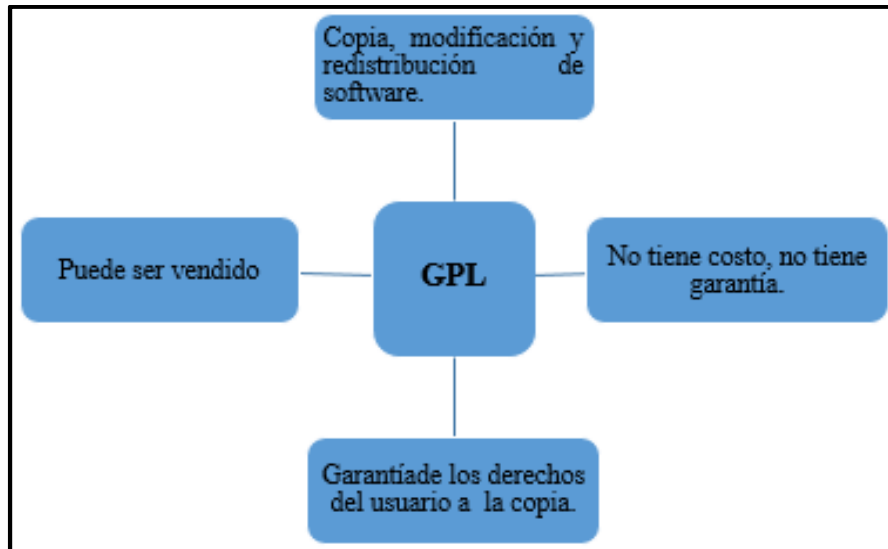 Copia, modificación y
redistribución de
software.
Puede ser vendido
GPL
No tiene costo, no tiene
garantía.
Garantíade los derechos
del usuario a la copia.